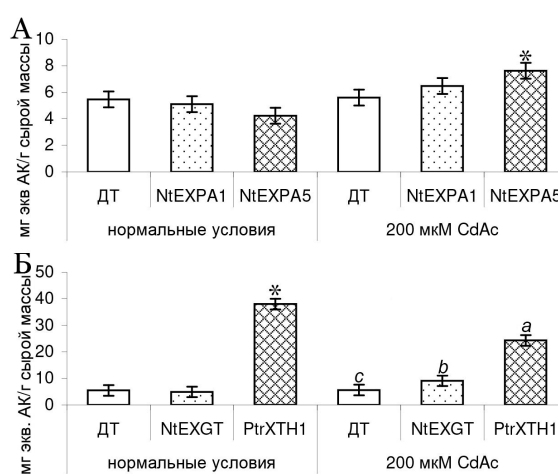 А
мг экв АК/г сырой массы
10
8
6
4
2
0
*
ДТ NtEXPA1 NtEXPA5 ДТ NtEXPA1 NtEXPA5
нормальные условия 200 мкМ CdAc
Б
мг экв. АК/г сырой массы
50
40
30
20
10
0
* c b a
ДТ NtEXGT PtrXTH1 ДТ NtEXGT PtrXTH1
нормальные условия 200 мкМ CdAc